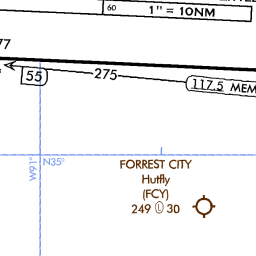 60
1" = 10NM
77
55
275
117.5 MEM
W91°
N35°
FORREST CITY
Hutfly
(FCY)
249 Ⓛ 30